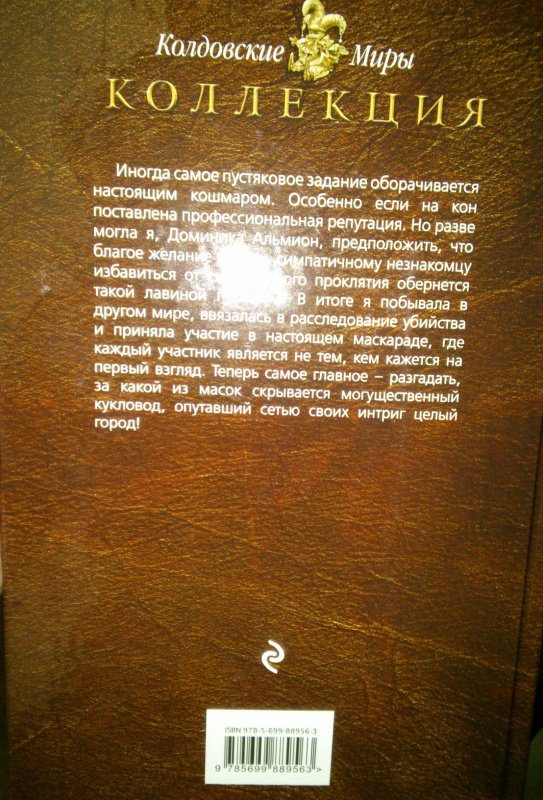 Колдовские Миры
КОЛЛЕКЦИЯ
Иногда самое пустяковое задание оборачивается
настоящим кошмаром. Особенно если на кон
поставлена профессиональная репутация. Но разве
могла я, Доминика Альмион, предположить, что
благое желание симпатичному незнакомцу
избавиться от проклятия обернется
такой лавиной В итоге я побывала в
другом мире, ввязалась в расследование убийства
и приняла участие в настоящем маскараде, где
каждый участник является не тем, кем кажется на
первый взгляд. Теперь самое главное – разгадать,
за какой из масок скрывается могущественный
кукловод, опутавший сетью своих интриг целый
город!
ISBN 978-5-699-88956-3
9 785699 889563>